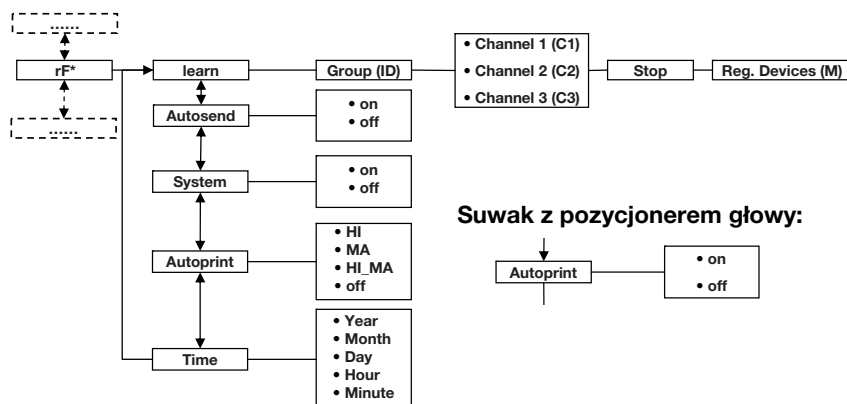 ......
rF*
......
learn
Group (ID)
• Channel 1 (C1)
• Channel 2 (C2)
• Channel 3 (C3)
Stop
Reg. Devices (M)
Autosend
• on
• off
System
• on
• off
Autoprint
• HI
• MA
• HI_MA
• off
Time
• Year
• Month
• Day
• Hour
• Minute
Suwak z pozycjonerem głowy:
Autoprint
• on
• off